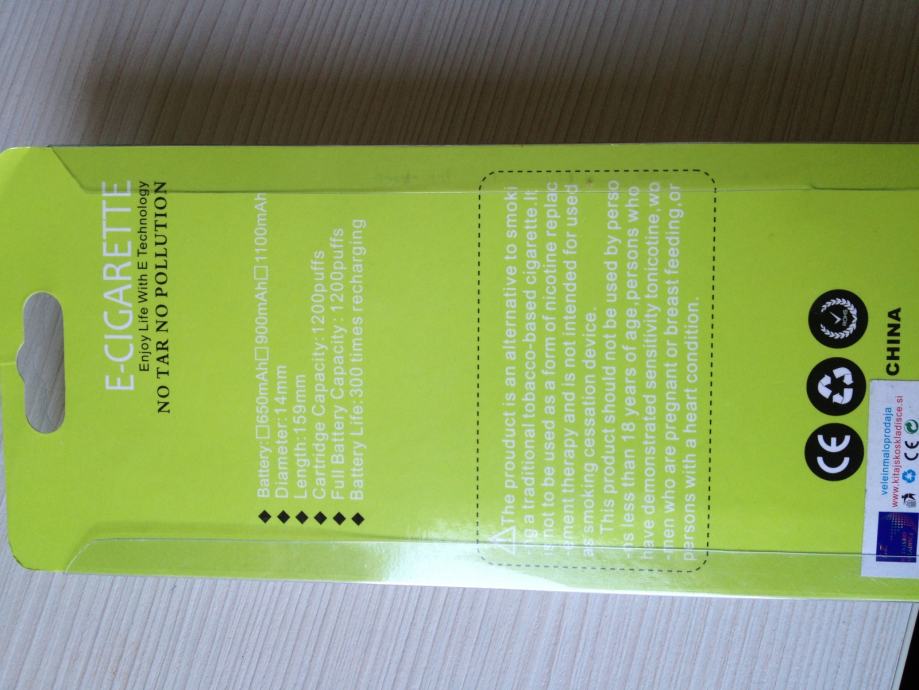 E-CIGARETTE
Enjoy Life With E Technology
NO TAR NO POLLUTION
◆ Battery:□650mAh□900mAh□1100mAh
◆ Diameter:14mm
◆ Length:159mm
◆ Cartridge Capacity:1200puffs
◆ Full Battery Capacity:1200puffs
◆ Battery Life:300 times recharging
⚠The prouduct is an alternative to smoki
ng a traditional tobacco-based cigarette.It
is not to be used as a form of nicotine replac
ement therapy and is not intended for used
as smoking cessation device.
This product should not be used by perso
ns less than 18 years of age,persons who
have demonstrated sensitivity tonicotine,wo
men who are pregnant or breast feeding,or
persons with a heart condition.
CE
ROHS
CHINA
veleinmaloprodaja
www.kitajskoskladisce.si
CE